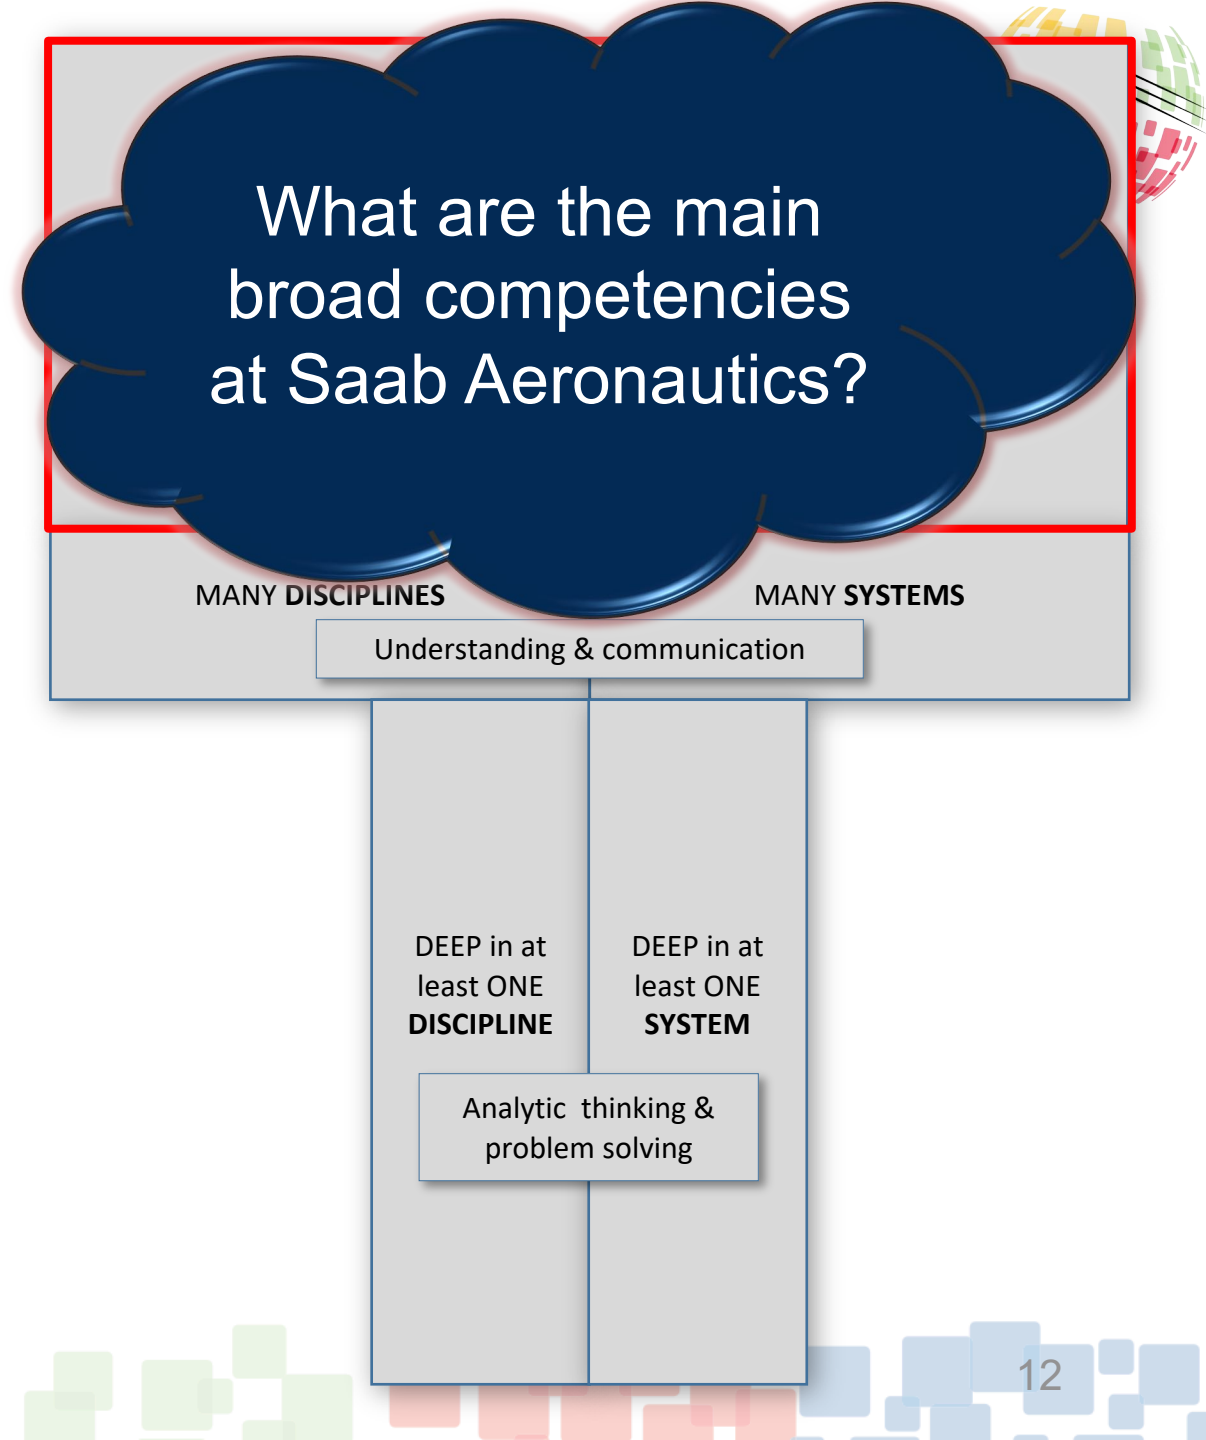 What are the main
broad competencies
at Saab Aeronautics?
MANY DISCIPLINES
MANY SYSTEMS
Understanding & communication
DEEP in at
least ONE
DISCIPLINE
DEEP in at
least ONE
SYSTEM
Analytic thinking &
problem solving
12